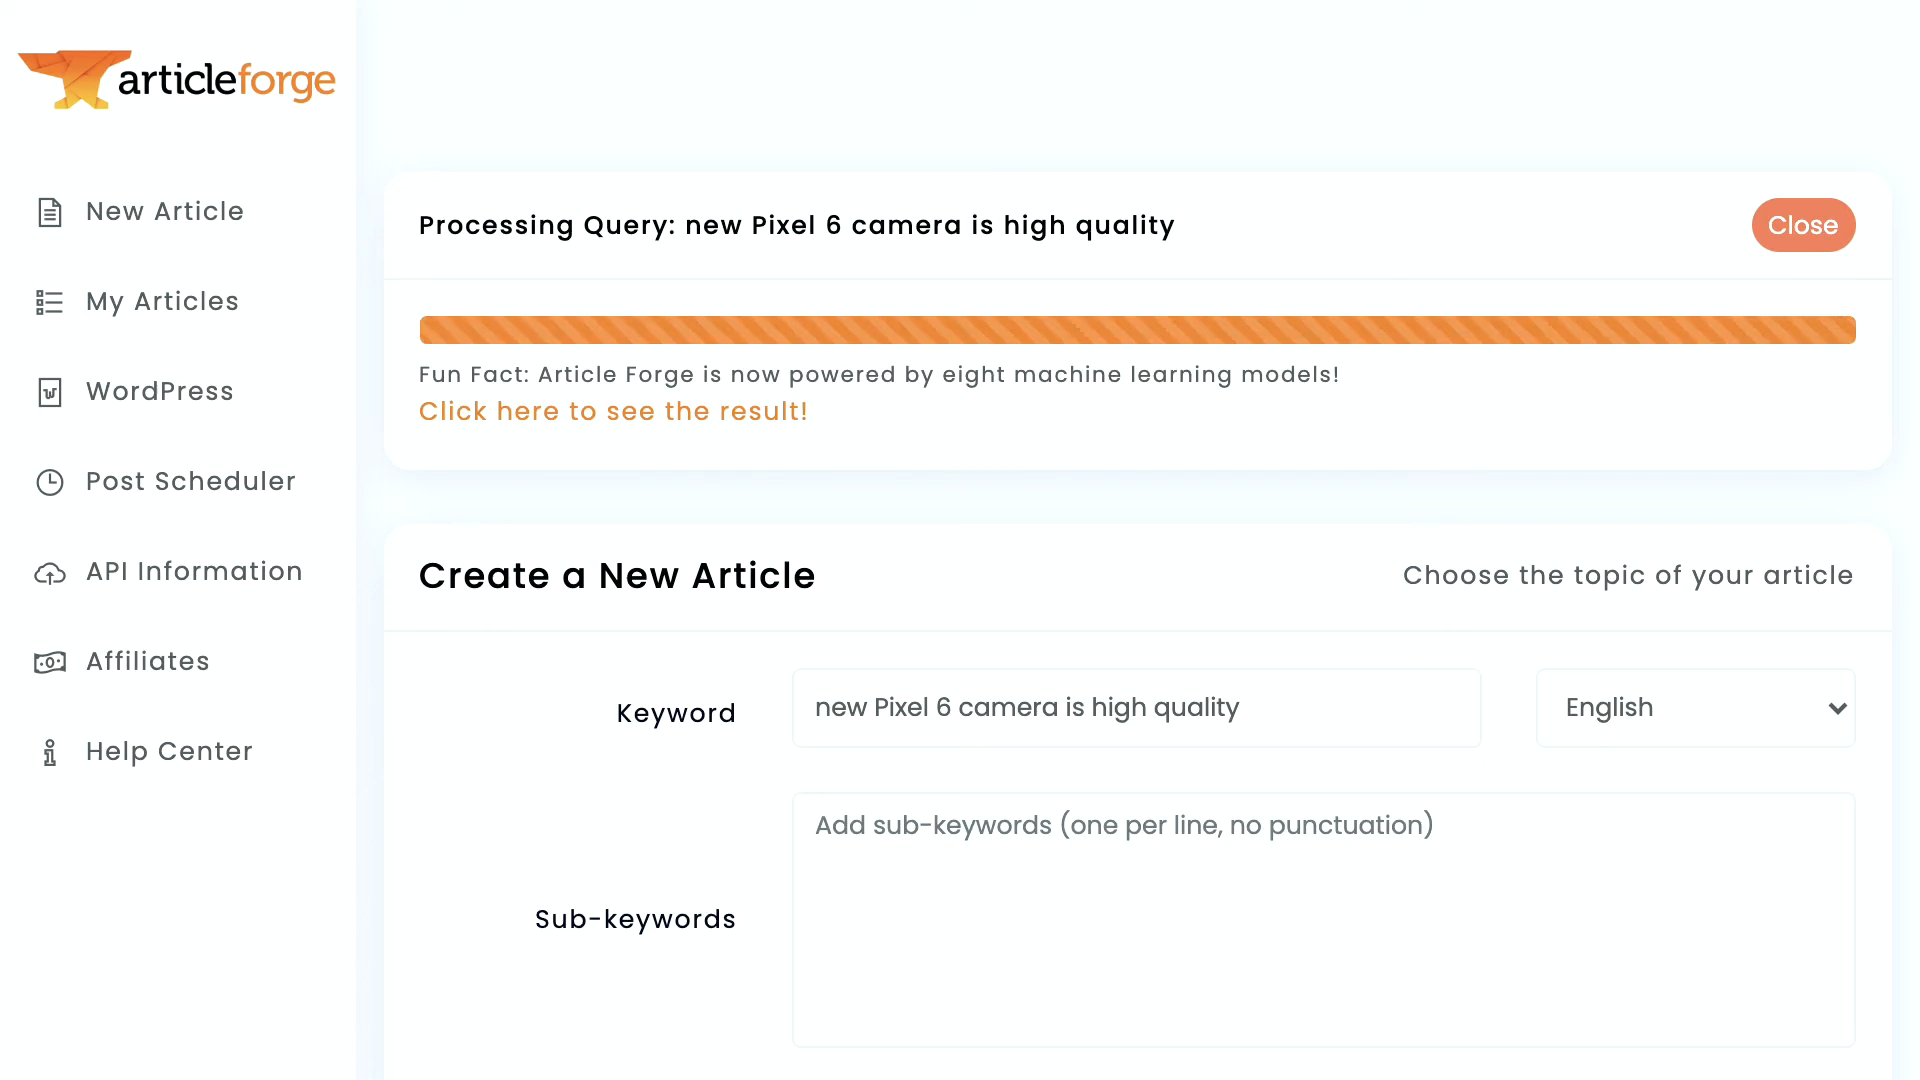 articleforge
New Article
My Articles
WordPress
Post Scheduler
API Information
Affiliates
Help Center
Processing Query: new Pixel 6 camera is high quality
Close
Fun Fact: Article Forge is now powered by eight machine learning models!
Click here to see the result!
Create a New Article
Choose the topic of your article
Keyword
new Pixel 6 camera is high quality
English
Sub-keywords
Add sub-keywords (one per line, no punctuation)